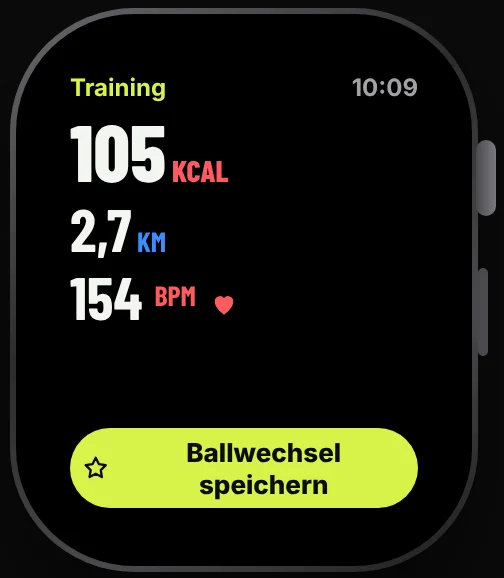 Training 10:09
105 KCAL
2,7 KM
154 BPM
Ballwechsel
speichern